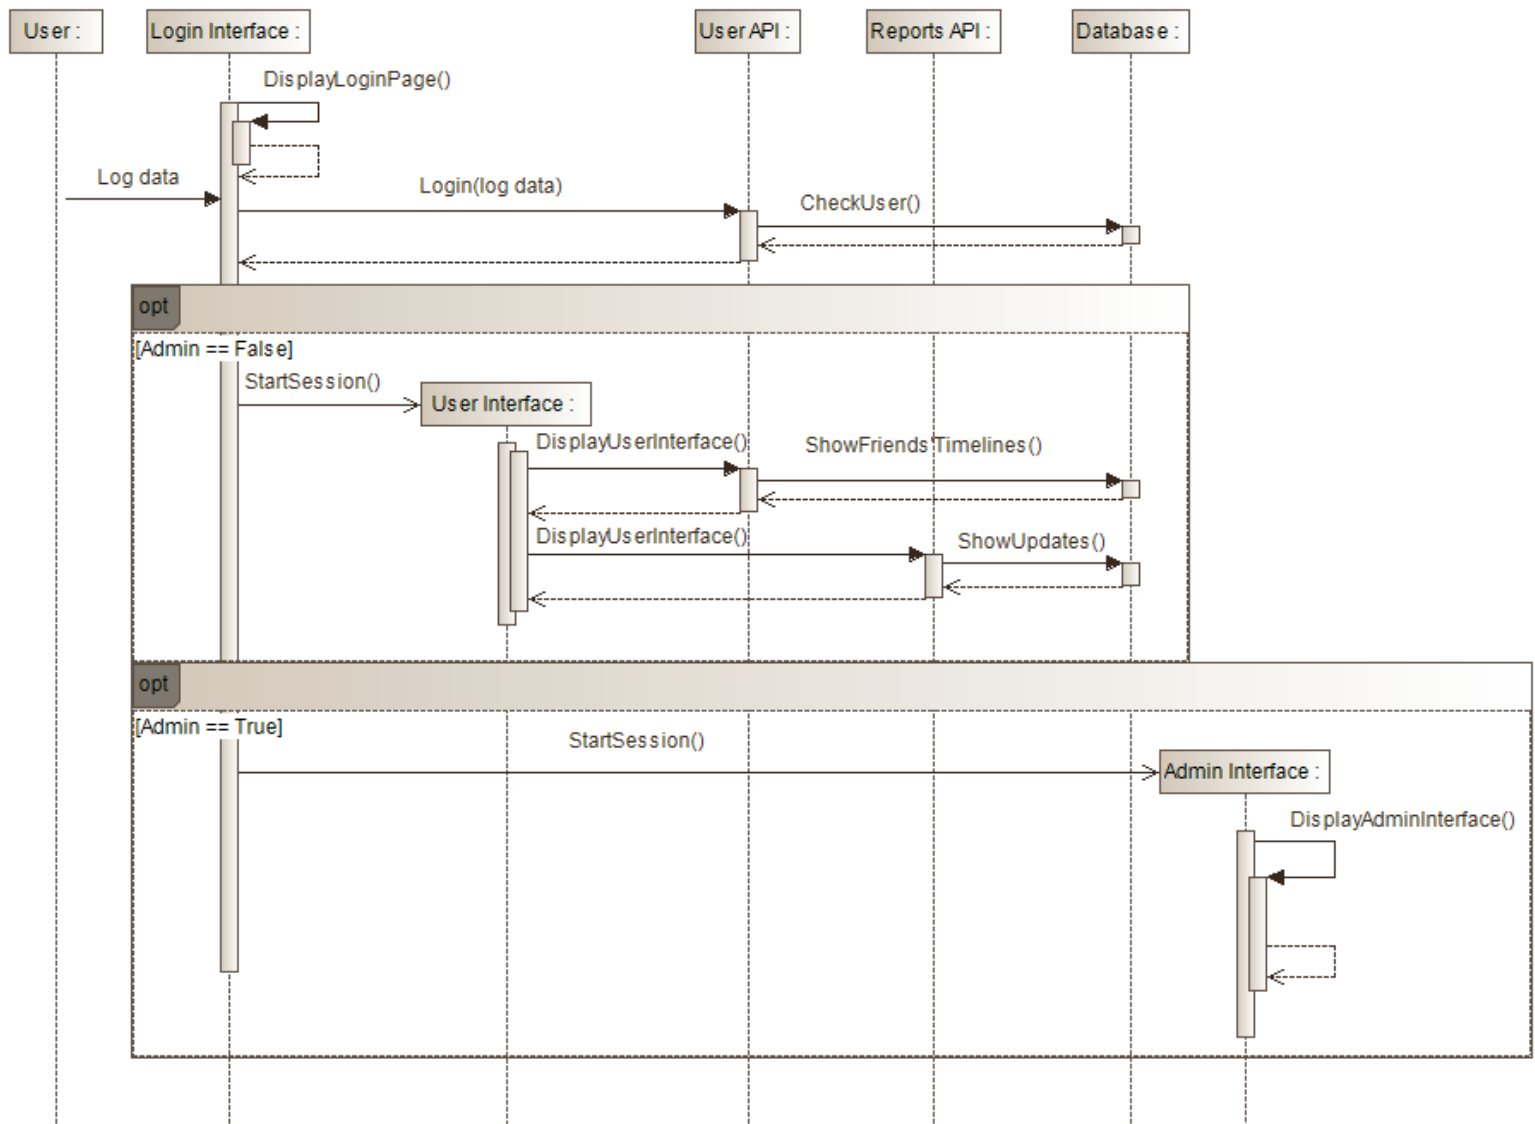 User :
Login Interface :
User API :
Reports API :
Database :
DisplayLoginPage()
Log data
Login(log data)
CheckUser()
opt
[Admin == False]
StartSession()
User Interface :
DisplayUserInterface()
ShowFriends'Timelines()
DisplayUserInterface()
ShowUpdates()
opt
[Admin == True]
StartSession()
Admin Interface :
DisplayAdminInterface()